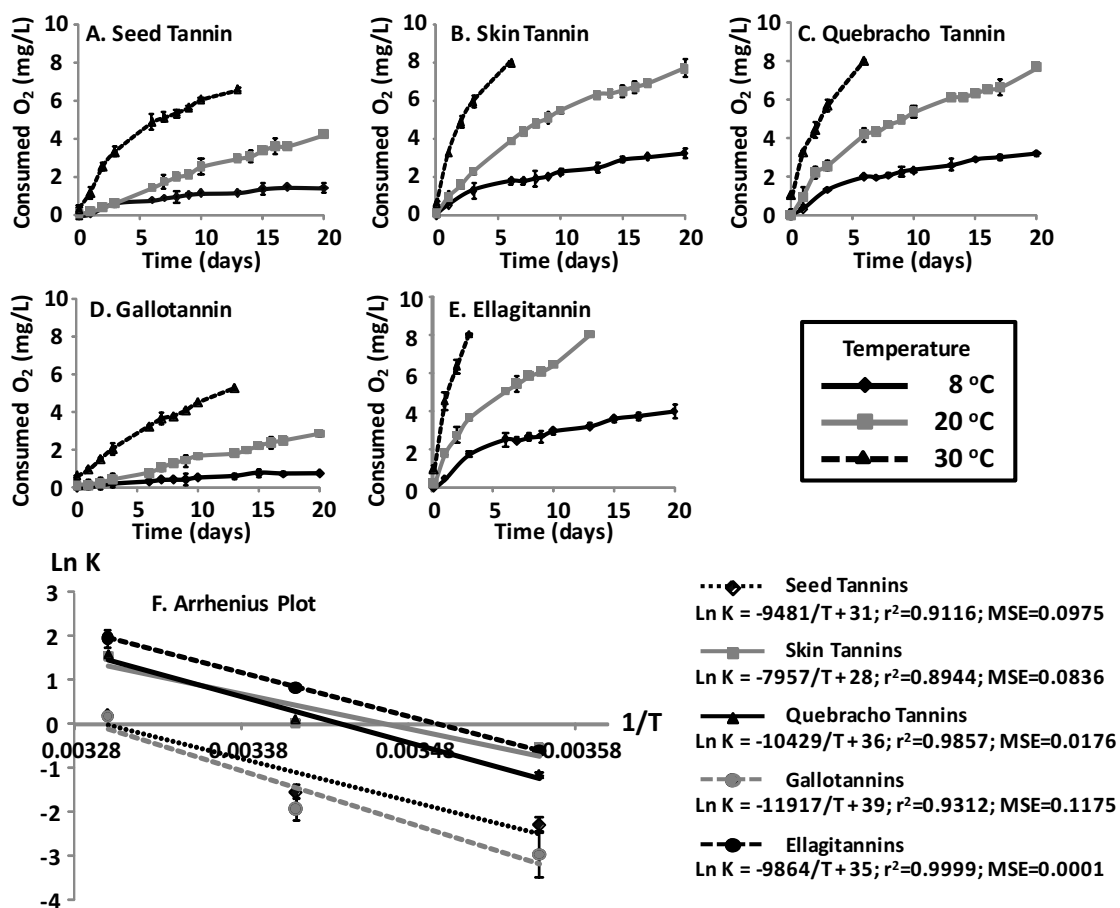 A. Seed Tannin
Consumed O₂ (mg/L)
10
8
6
4
2
0
0 5 10 15 20
Time (days)
B. Skin Tannin
Consumed O₂ (mg/L)
10
8
6
4
2
0
0 5 10 15 20
Time (days)
C. Quebracho Tannin
Consumed O₂ (mg/L)
10
8
6
4
2
0
0 5 10 15 20
Time (days)
D. Gallotannin
Consumed O₂ (mg/L)
10
8
6
4
2
0
0 5 10 15 20
Time (days)
E. Ellagitannin
Consumed O₂ (mg/L)
10
8
6
4
2
0
0 5 10 15 20
Time (days)
Temperature
8 °C
20 °C
30 °C
Ln K
F. Arrhenius Plot
3
2
1
0
-1
-2
-3
-4
1/T
0.00328 0.00338 0.00348 0.00358
Seed Tannins
Ln K = -9481/T + 31; r²=0.9116; MSE=0.0975
Skin Tannins
Ln K = -7957/T + 28; r²=0.8944; MSE=0.0836
Quebracho Tannins
Ln K = -10429/T + 36; r²=0.9857; MSE=0.0176
Gallotannins
Ln K = -11917/T + 39; r²=0.9312; MSE=0.1175
Ellagitannins
Ln K = -9864/T + 35; r²=0.9999; MSE=0.0001